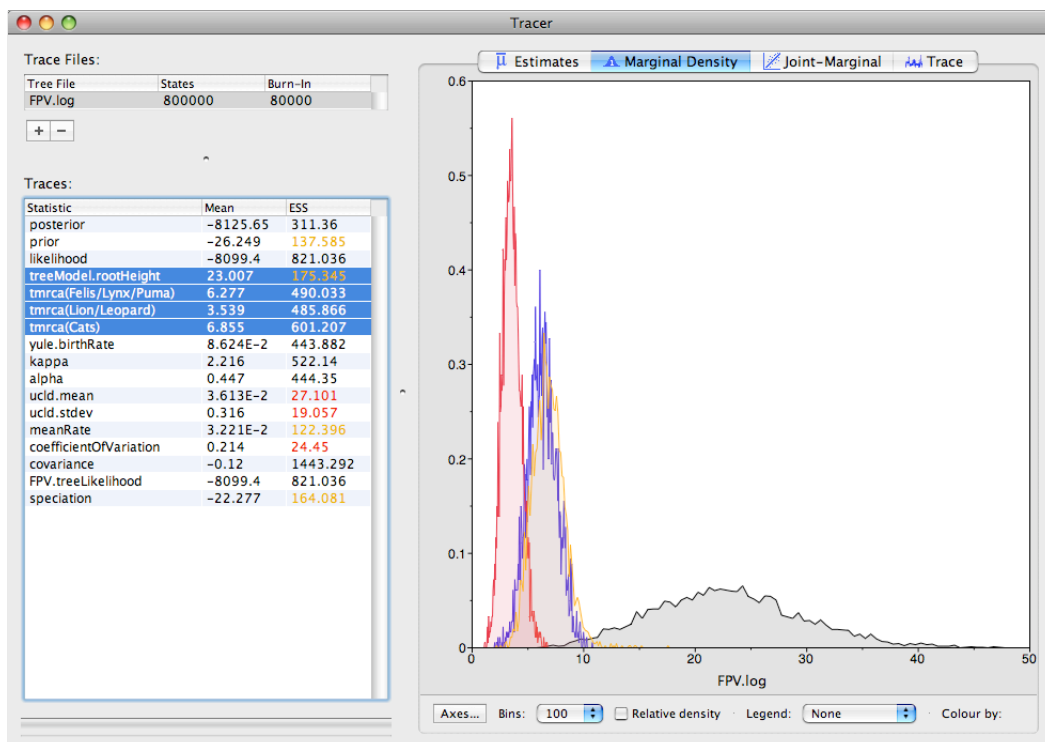 Tracer
Trace Files:
Tree File States Burn-In
FPV.log 800000 80000
+ −
Traces:
Statistic Mean ESS
posterior -8125.65 311.36
prior -26.249 137.585
likelihood -8099.4 821.036
treeModel.rootHeight 23.007 175.345
tmrca(Felis/Lynx/Puma) 6.277 490.033
tmrca(Lion/Leopard) 3.539 485.866
tmrca(Cats) 6.855 601.207
yule.birthRate 8.624E-2 443.882
kappa 2.216 522.14
alpha 0.447 444.35
ucld.mean 3.613E-2 27.101
ucld.stdev 0.316 19.057
meanRate 3.221E-2 122.396
coefficientOfVariation 0.214 24.45
covariance -0.12 1443.292
FPV.treeLikelihood -8099.4 821.036
speciation -22.277 164.081
μ Estimates Marginal Density Joint-Marginal Trace
0.6
0.5
0.4
0.3
0.2
0.1
0
0 10 20 30 40 50
FPV.log
Axes... Bins: 100 Relative density Legend: None Colour by: